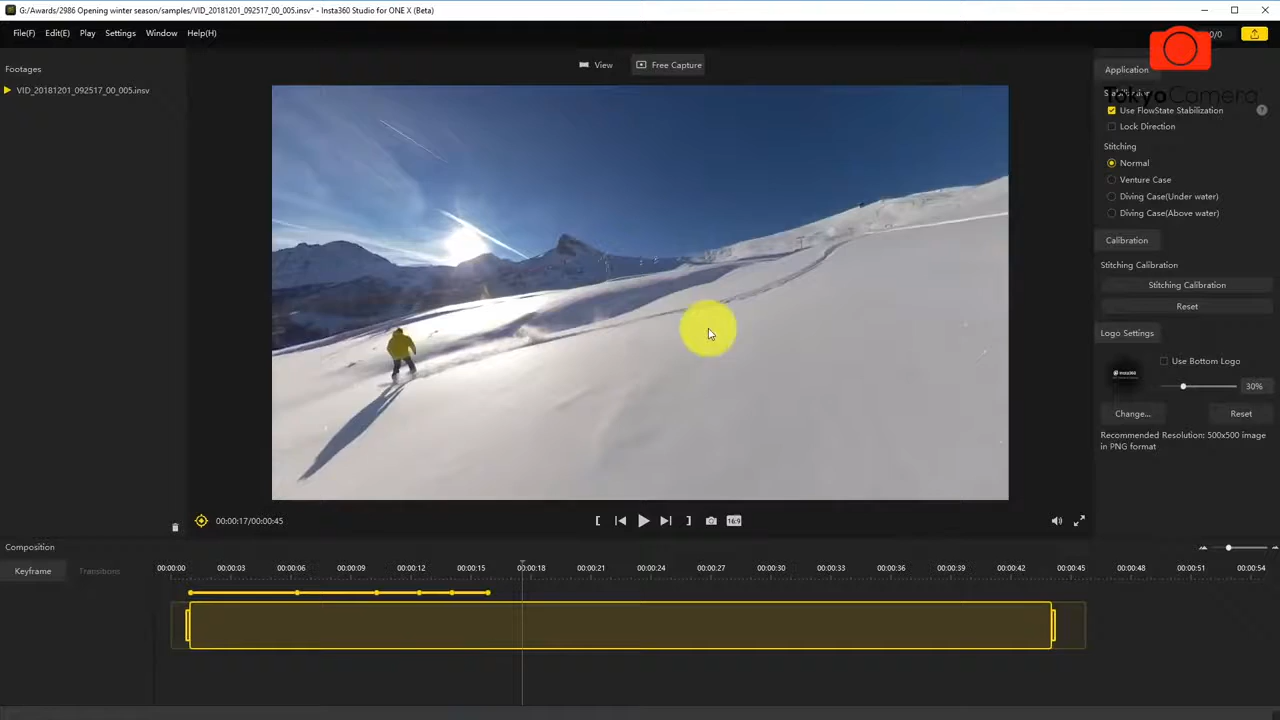 G:/Awards/2986 Opening winter season/samples/VID_20181201_092517_00_005.insv* - Insta360 Studio for ONE X (Beta)
File(F) Edit(E) Play Settings Window Help(H) 0/0
Footages
VID_20181201_092517_00_005.insv
View Free Capture
Application
TokyoCamera
Use FlowState Stabilization ?
Lock Direction
Stitching
Normal
Venture Case
Diving Case(Under water)
Diving Case(Above water)
Calibration
Stitching Calibration
Stitching Calibration
Reset
Logo Settings
Insta360
Use Bottom Logo
30%
Change... Reset
Recommended Resolution: 500x500 image
in PNG format
00:00:17/00:00:45 16:9
Composition
Keyframe Transitions
00:00:00 00:00:03 00:00:06 00:00:09 00:00:12 00:00:15 00:00:18 00:00:21 00:00:24 00:00:27 00:00:30 00:00:33 00:00:36 00:00:39 00:00:42 00:00:45 00:00:48 00:00:51 00:00:54